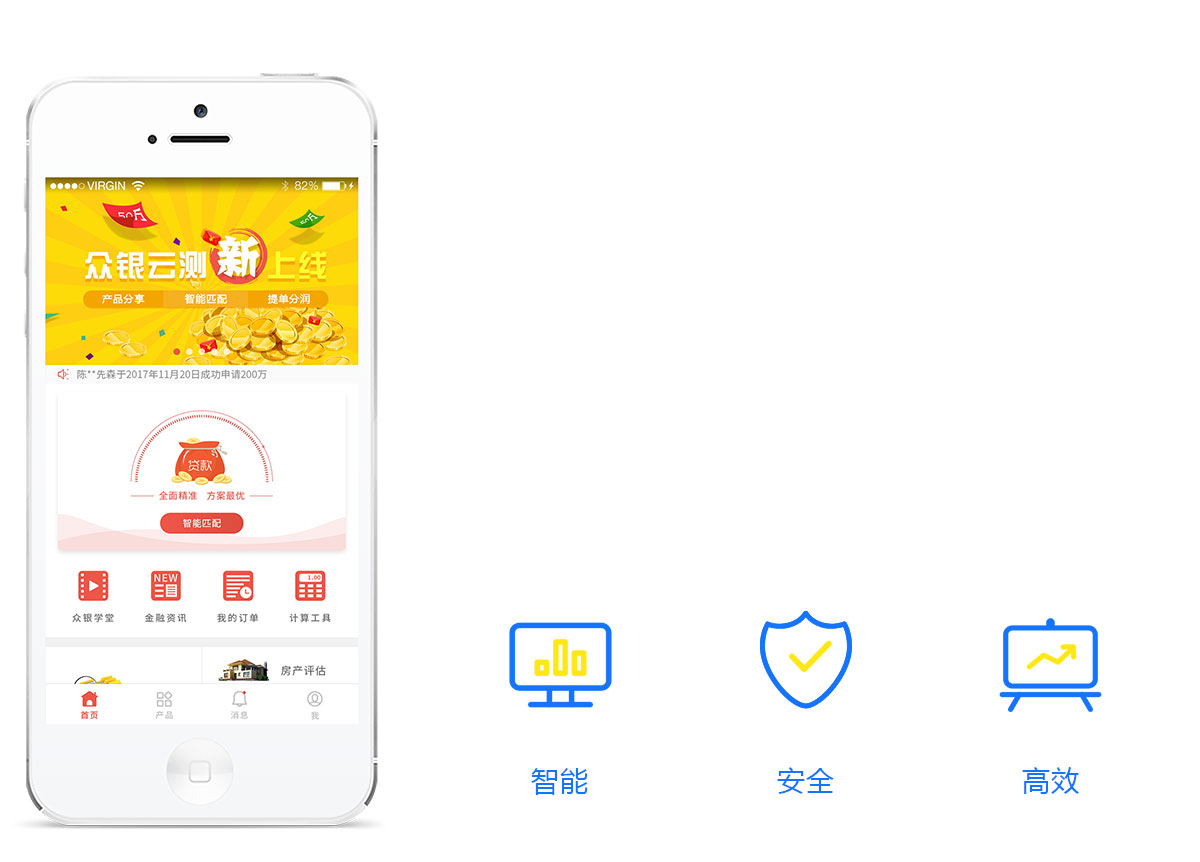 VIRGIN 82%
50万
50万
众银云测新上线
产品分享 智能匹配 提单分润
陈**先森于2017年11月20日成功申请200万
贷款
全面精准 方案最优
智能匹配
NEW 1.00
众银学堂 金融资讯 我的订单 计算工具
房产评估
首页 产品 消息 我
智能 安全 高效